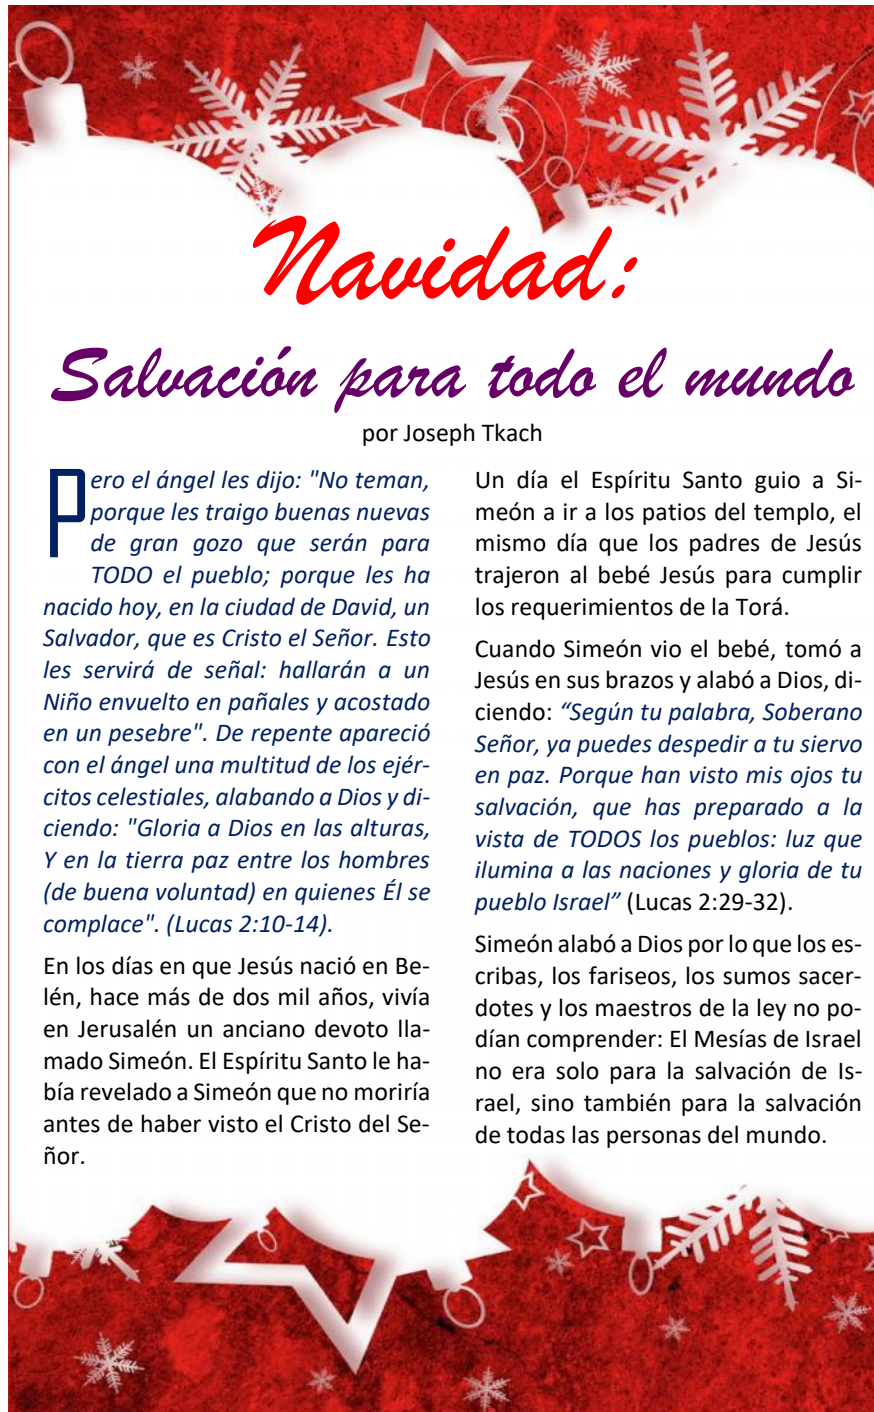 Navidad:
Salvación para todo el mundo
por Joseph Tkach
Pero el ángel les dijo: "No teman,
porque les traigo buenas nuevas
de gran gozo que serán para
TODO el pueblo; porque les ha
nacido hoy, en la ciudad de David, un
Salvador, que es Cristo el Señor. Esto
les servirá de señal: hallarán a un
Niño envuelto en pañales y acostado
en un pesebre". De repente apareció
con el ángel una multitud de los ejér-
citos celestiales, alabando a Dios y di-
ciendo: "Gloria a Dios en las alturas,
Y en la tierra paz entre los hombres
(de buena voluntad) en quienes Él se
complace". (Lucas 2:10-14).
En los días en que Jesús nació en Be-
lén, hace más de dos mil años, vivía
en Jerusalén un anciano devoto lla-
mado Simeón. El Espíritu Santo le ha-
bía revelado a Simeón que no moriría
antes de haber visto el Cristo del Se-
ñor.
Un día el Espíritu Santo guio a Si-
meón a ir a los patios del templo, el
mismo día que los padres de Jesús
trajeron al bebé Jesús para cumplir
los requerimientos de la Torá.
Cuando Simeón vio el bebé, tomó a
Jesús en sus brazos y alabó a Dios, di-
ciendo: “Según tu palabra, Soberano
Señor, ya puedes despedir a tu siervo
en paz. Porque han visto mis ojos tu
salvación, que has preparado a la
vista de TODOS los pueblos: luz que
ilumina a las naciones y gloria de tu
pueblo Israel” (Lucas 2:29-32).
Simeón alabó a Dios por lo que los es-
cribas, los fariseos, los sumos sacer-
dotes y los maestros de la ley no po-
dían comprender: El Mesías de Israel
no era solo para la salvación de Is-
rael, sino también para la salvación
de todas las personas del mundo.